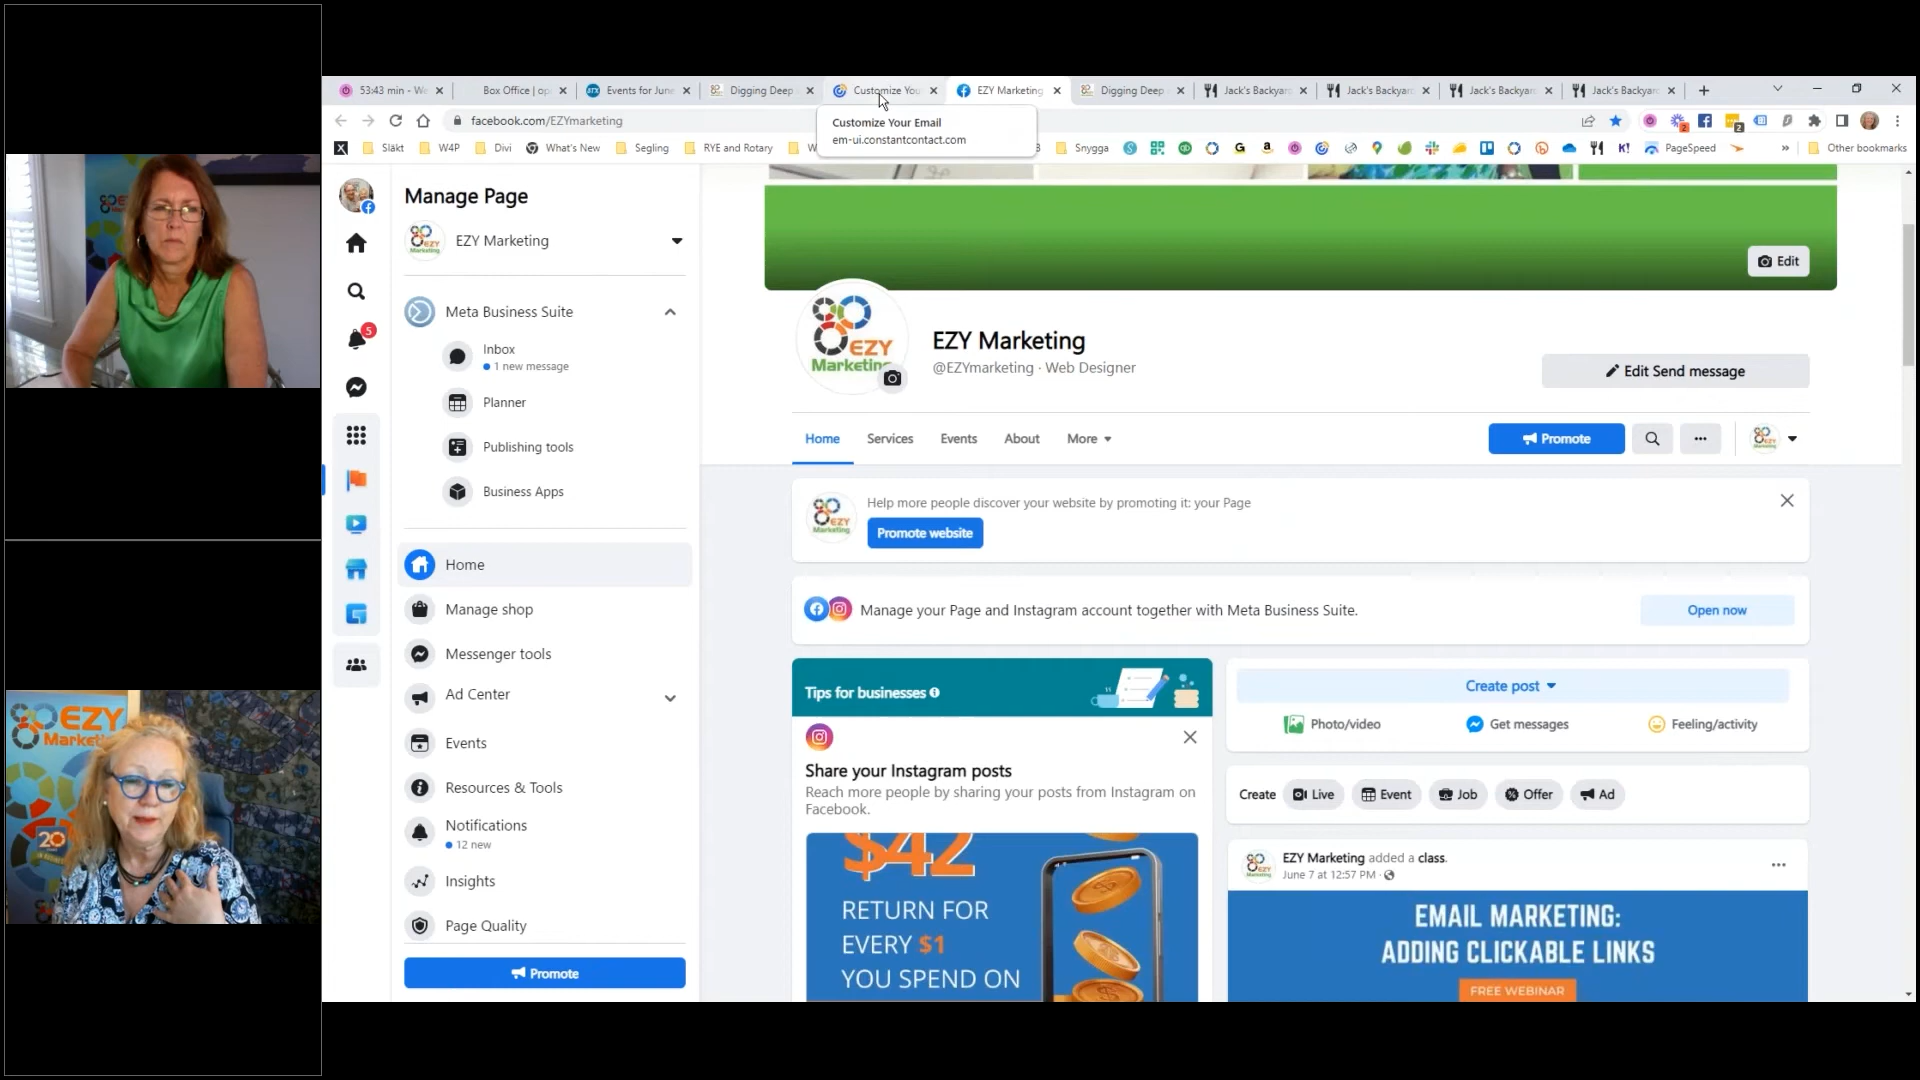 53:43 min - We
Box Office | op
Events for June
Digging Deep
Customize You
EZY Marketing
Digging Deep
Jack's Backyar
Jack's Backyar
Jack's Backyar
Jack's Backyar
facebook.com/EZYmarketing
Customize Your Email
em-ui.constantcontact.com
Släkt
W4P
Divi
What's New
Segling
RYE and Rotary
Snygga
PageSpeed
Other bookmarks
Manage Page
EZY Marketing
Meta Business Suite
Inbox
1 new message
Planner
Publishing tools
Business Apps
Home
Manage shop
Messenger tools
Ad Center
Events
Resources & Tools
Notifications
12 new
Insights
Page Quality
Promote
5
Edit
EZY
Marketing
EZY Marketing
@EZYmarketing · Web Designer
Edit Send message
Home
Services
Events
About
More
Promote
Help more people discover your website by promoting it: your Page
Promote website
Manage your Page and Instagram account together with Meta Business Suite.
Open now
Tips for businesses
Share your Instagram posts
Reach more people by sharing your posts from Instagram on
Facebook.
$42
RETURN FOR
EVERY $1
YOU SPEND ON
Create post
Photo/video
Get messages
Feeling/activity
Create
Live
Event
Job
Offer
Ad
EZY Marketing added a class.
June 7 at 12:57 PM ·
EMAIL MARKETING:
ADDING CLICKABLE LINKS
FREE WEBINAR
EZY
Marketi
20